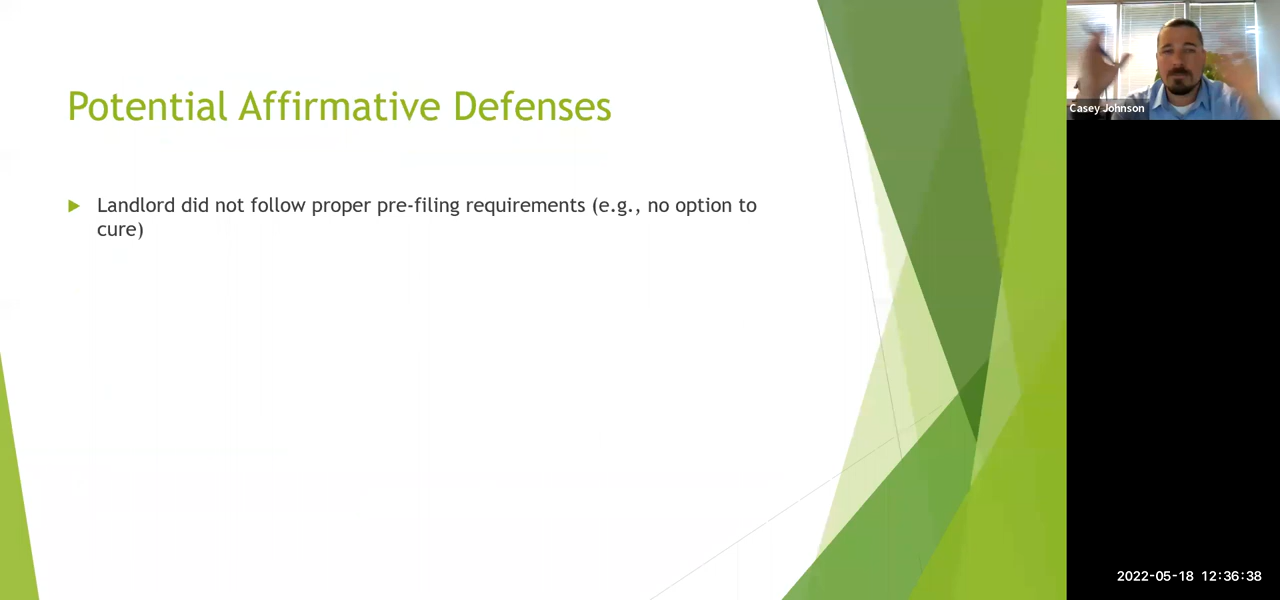 Potential Affirmative Defenses
Landlord did not follow proper pre-filing requirements (e.g., no option to
cure)
Casey Johnson
2022-05-18 12:36:38